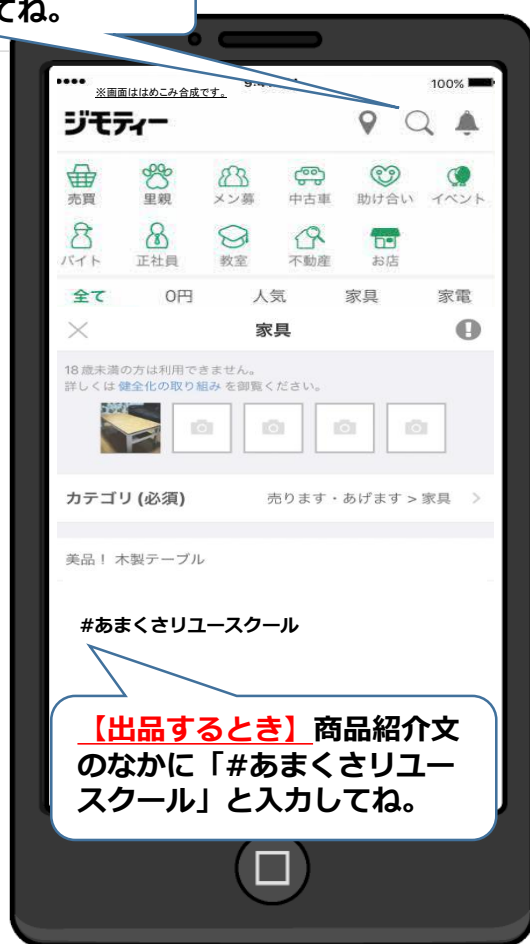 てね。
100%
※画面ははめこみ合成です。
ジモティー
売買 里親 メン募 中古車 助け合い イベント
バイト 正社員 教室 不動産 お店
全て 0円 人気 家具 家電
家具
18歳未満の方は利用できません。
詳しくは 健全化の取り組み を御覧ください。
カテゴリ (必須) 売ります・あげます > 家具 >
美品！ 木製テーブル
#あまくさリユースクール
【出品するとき】商品紹介文
のなかに「#あまくさリユー
スクール」と入力してね。